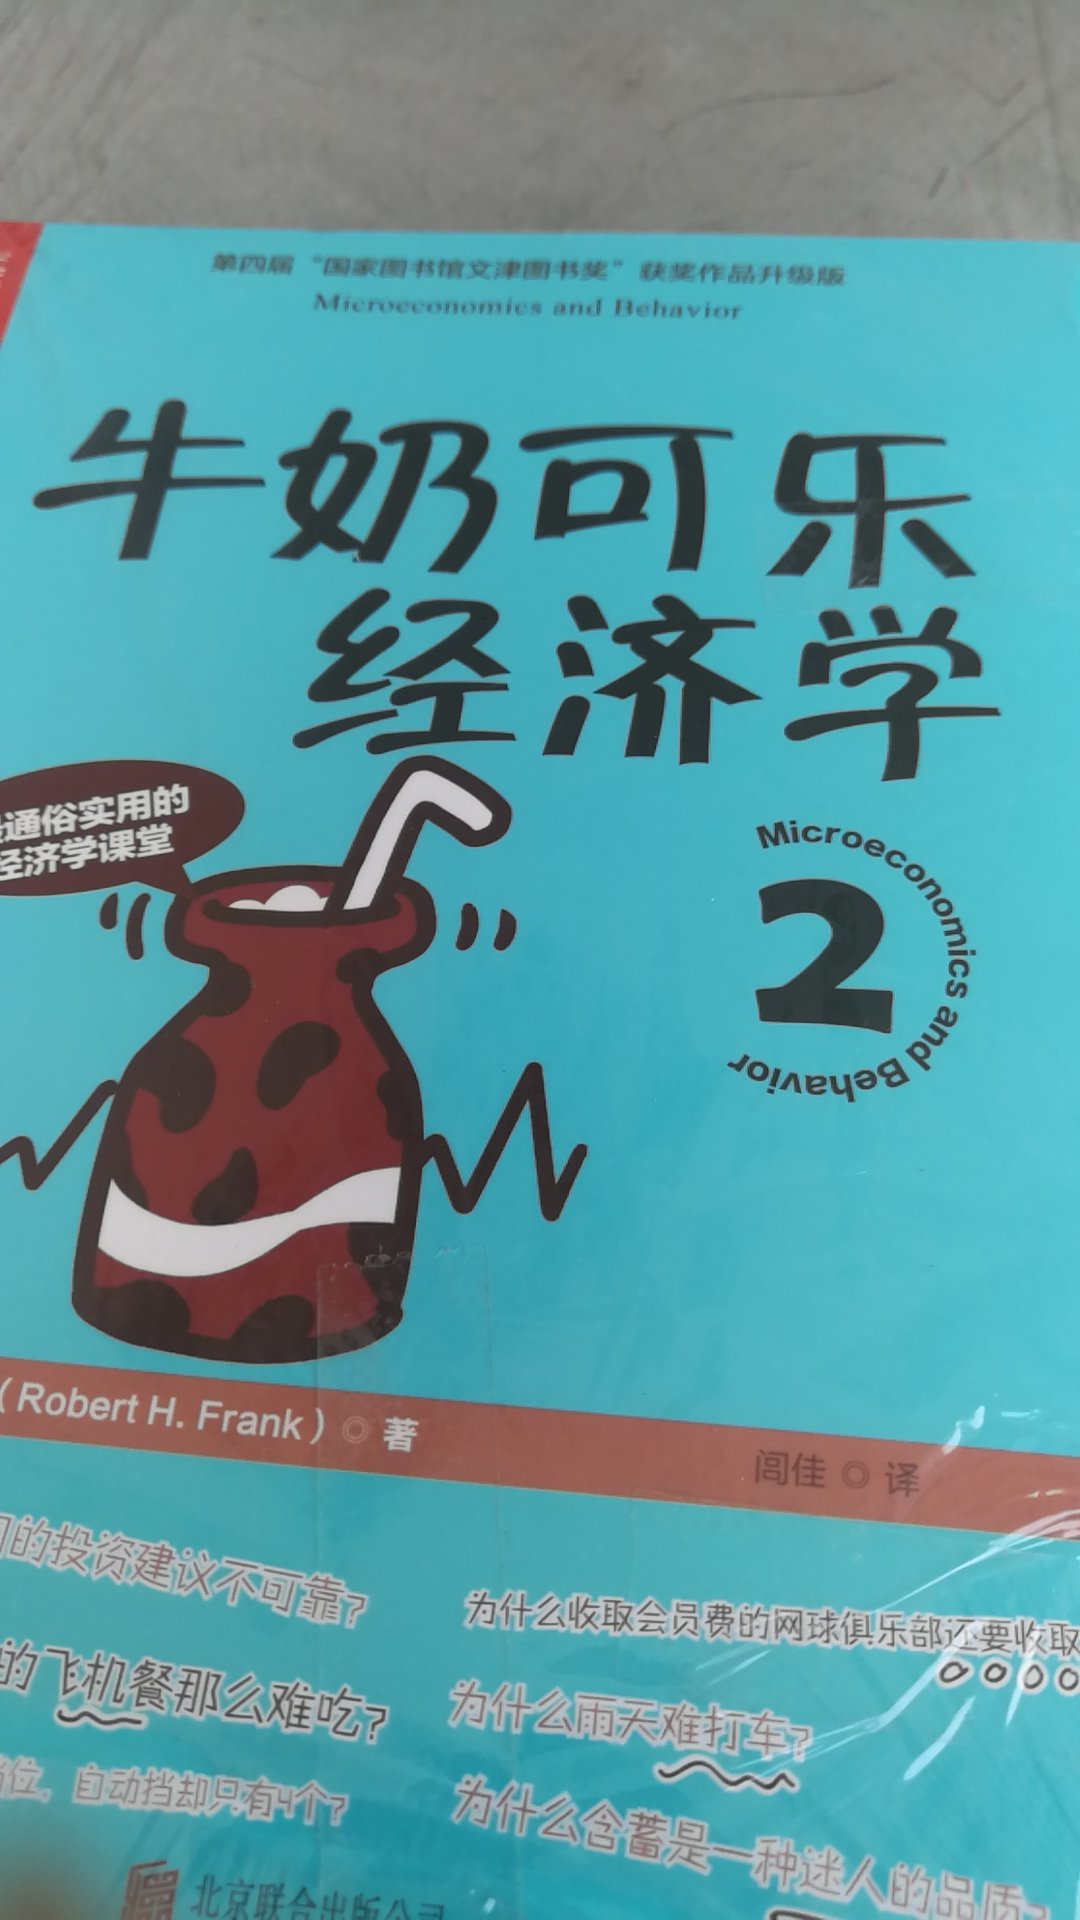 第四届“国家图书馆文津图书奖”获奖作品升级版
Microeconomics and Behavior
牛奶可乐
经济学
通俗实用的
经济学课堂
Microeconomics and Behavior
2
(Robert H. Frank) ◎ 著
闾佳 ◎ 译
的投资建议不可靠?
为什么收取会员费的网球俱乐部还要收取
的飞机餐那么难吃?
为什么雨天难打车?
位，自动挡却只有4个?
为什么含蓄是一种迷人的品质?
北京联合出版公司